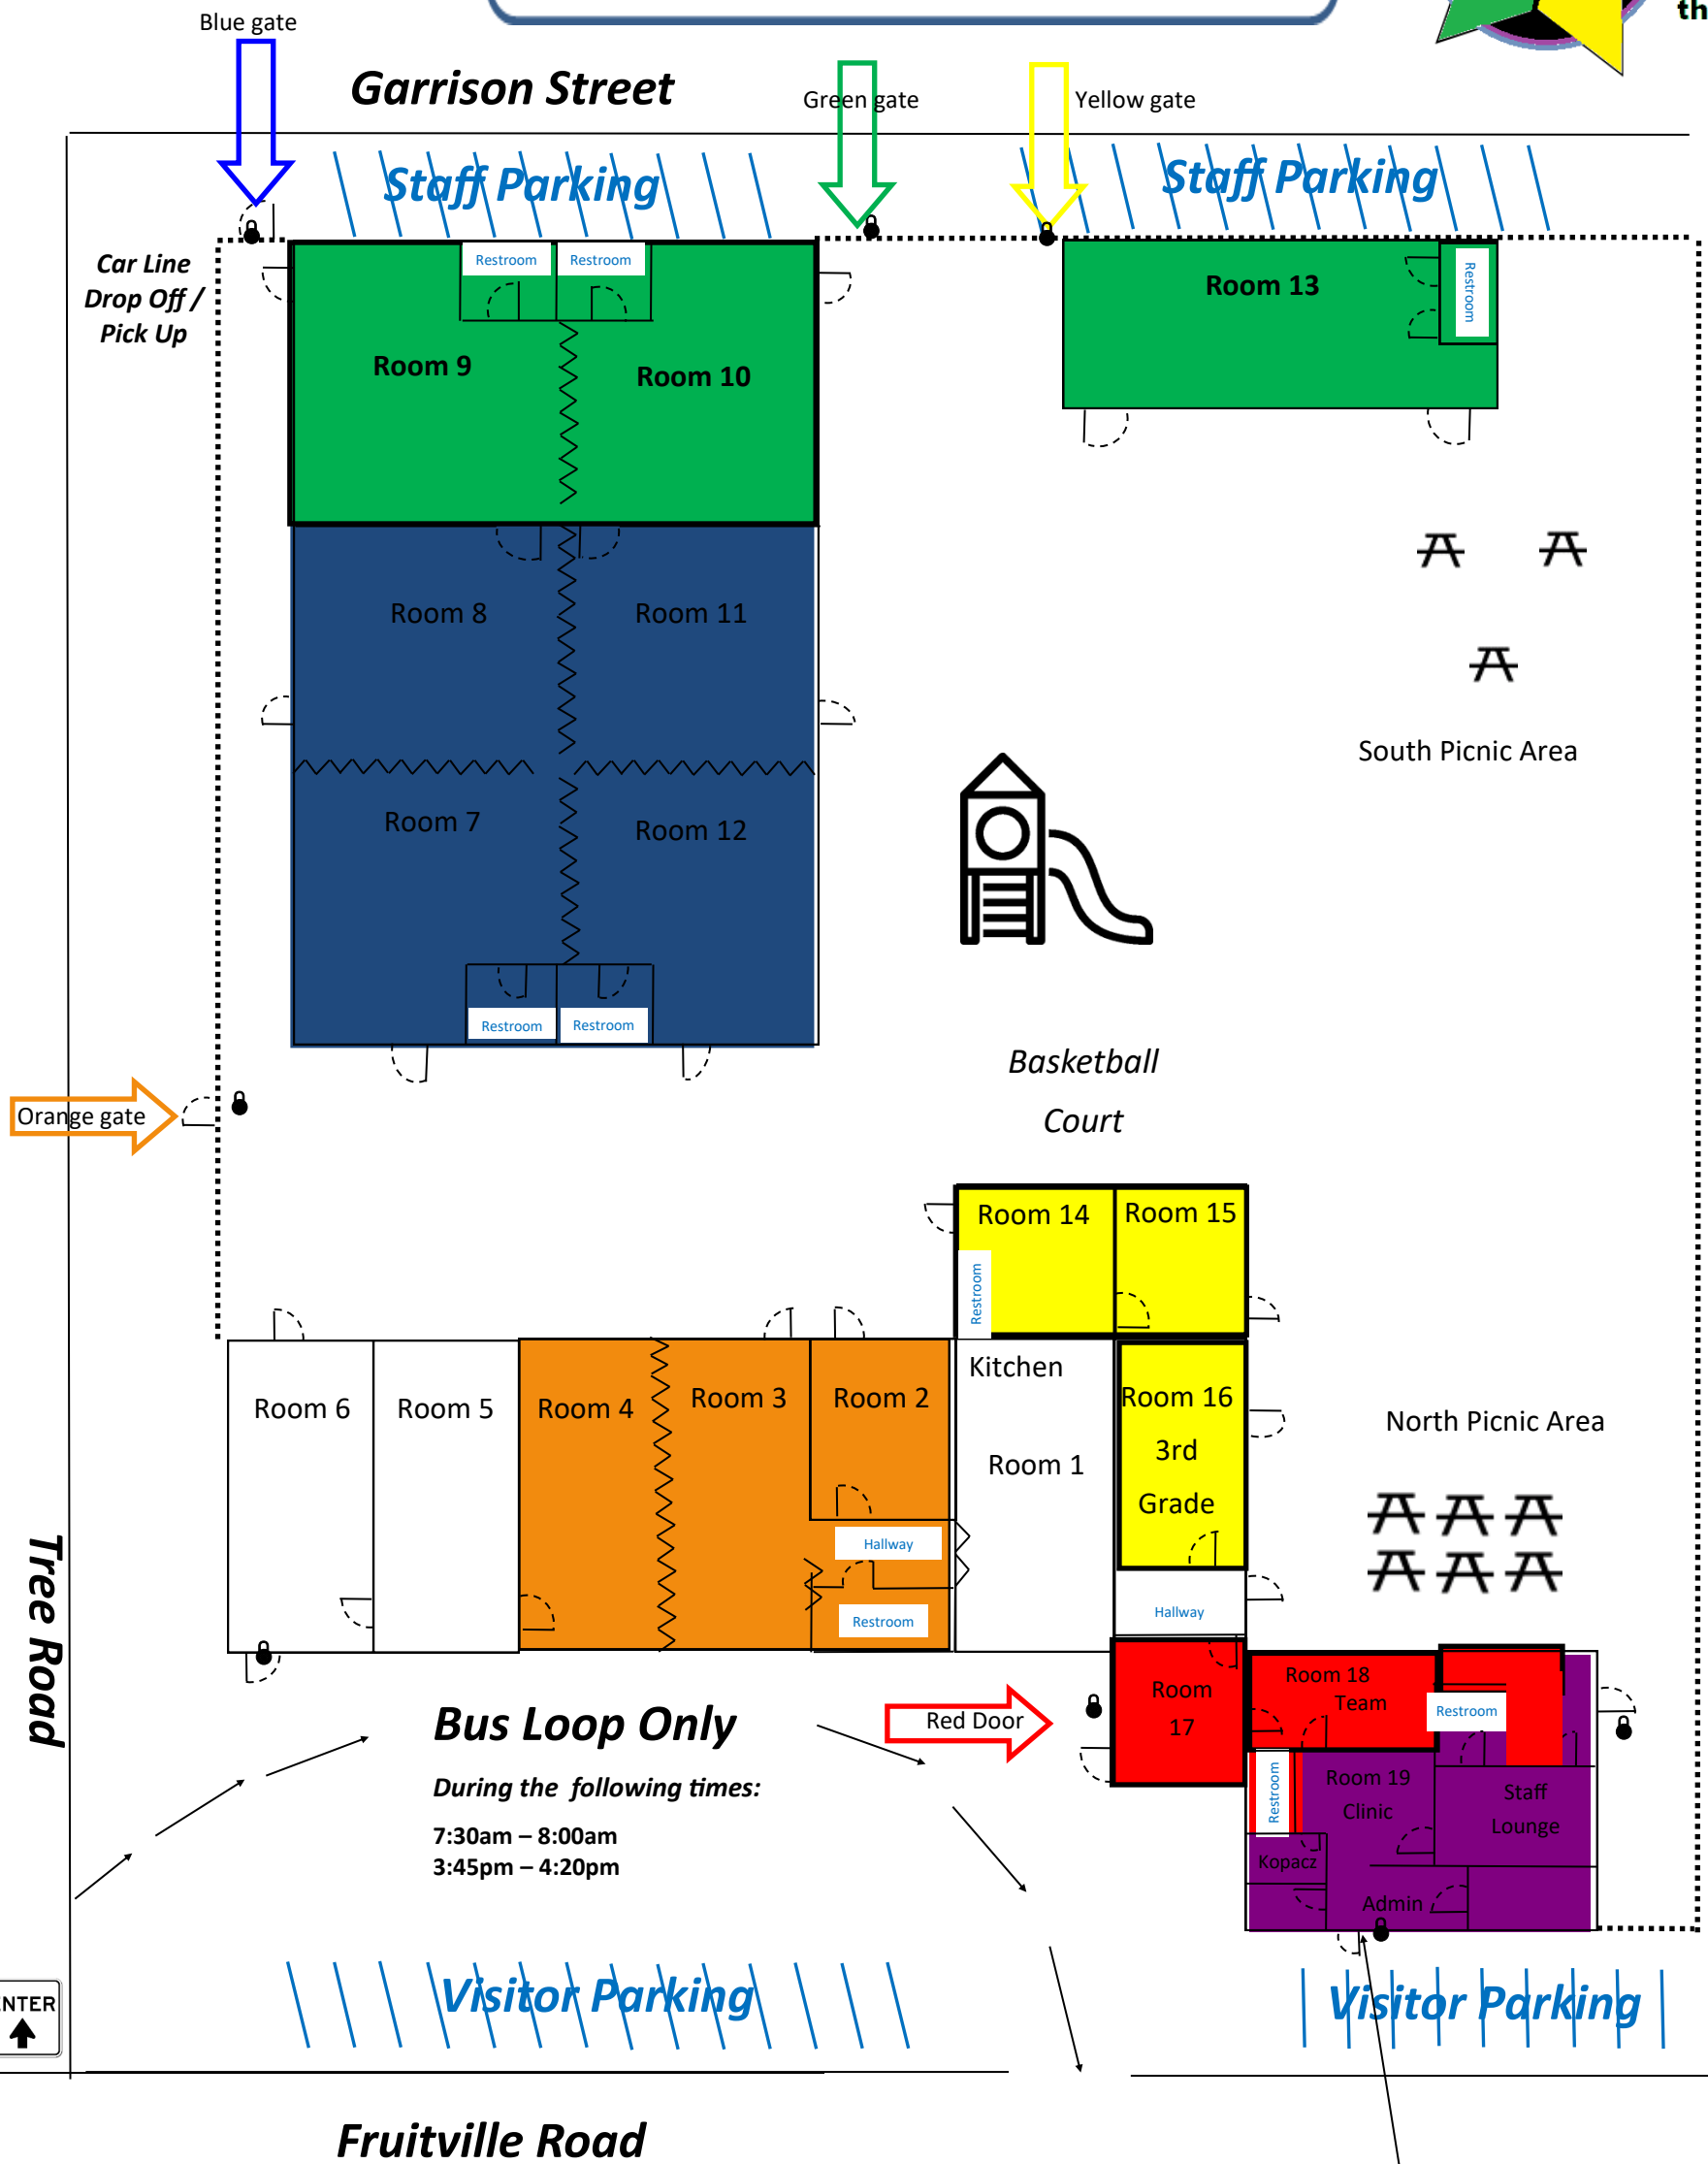 th
Blue gate
Garrison Street
Green gate
Yellow gate
Staff Parking
Staff Parking
Car Line
Drop Off /
Pick Up
Restroom
Restroom
Restroom
Room 13
Room 9
Room 10
Room 8
Room 11
South Picnic Area
Room 7
Room 12
Restroom
Restroom
Basketball
Court
Orange gate
Room 14
Room 15
Restroom
Kitchen
Room 6
Room 5
Room 4
Room 3
Room 2
Room 1
Room 16
3rd
Grade
North Picnic Area
Hallway
Restroom
Hallway
Tree Road
Room
17
Red Door
Room 18
Team
Restroom
Bus Loop Only
During the following times:
7:30am – 8:00am
3:45pm – 4:20pm
Restroom
Room 19
Clinic
Staff
Lounge
Kopacz
Admin
Visitor Parking
Visitor Parking
NTER
Fruitville Road